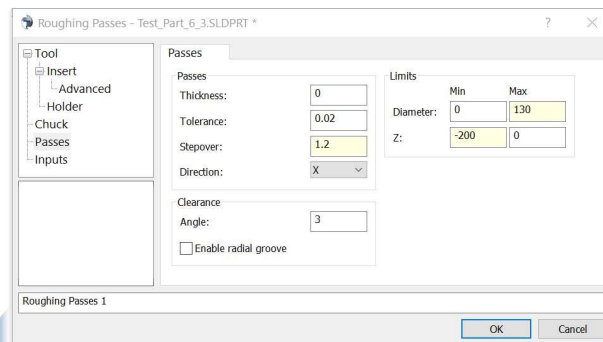 Roughing Passes - Test_Part_6_3.SLDPRT *
?
Tool
Insert
Advanced
Holder
Chuck
Passes
Inputs
Passes
Passes
Thickness: 0
Tolerance: 0.02
Stepover: 1.2
Direction: X
Clearance
Angle: 3
Enable radial groove
Limits
Min Max
Diameter: 0 130
Z: -200 0
Roughing Passes 1
OK Cancel